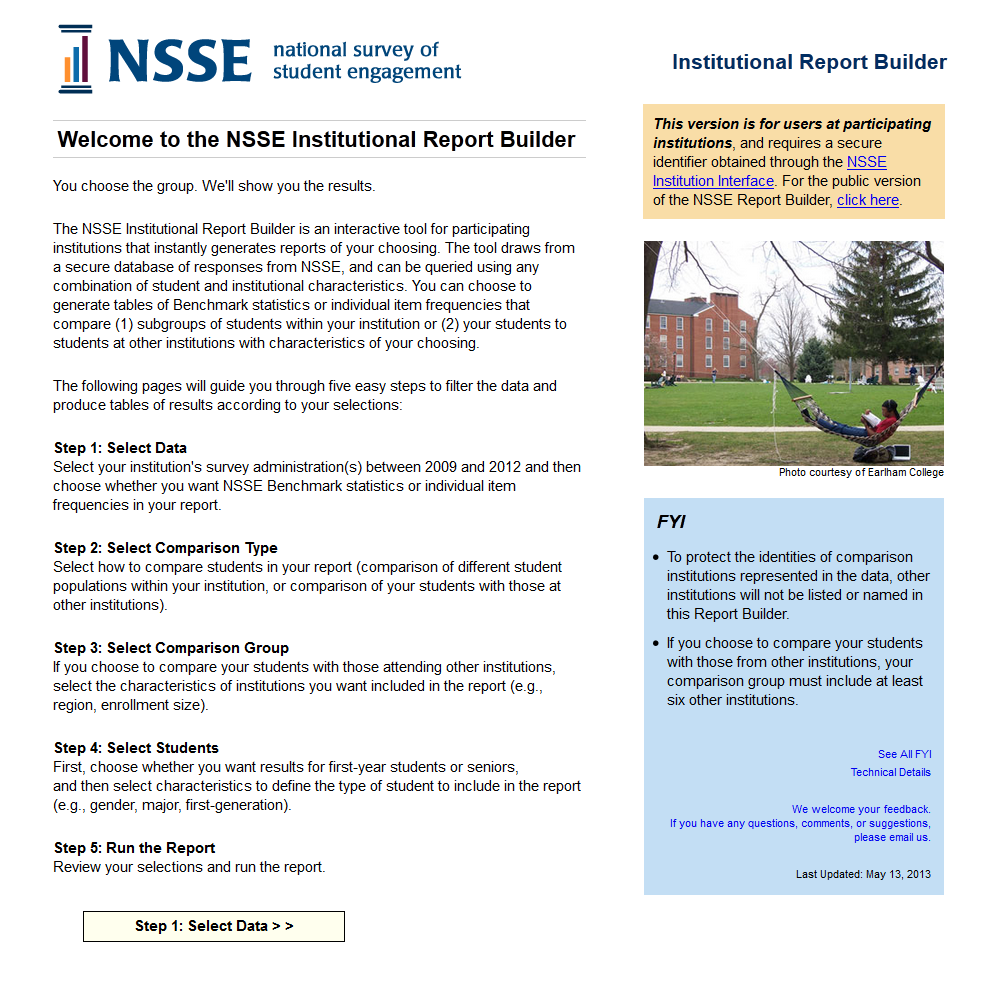 NSSE
national survey of
student engagement
Institutional Report Builder
Welcome to the NSSE Institutional Report Builder
You choose the group. We'll show you the results.
The NSSE Institutional Report Builder is an interactive tool for participating
institutions that instantly generates reports of your choosing. The tool draws from
a secure database of responses from NSSE, and can be queried using any
combination of student and institutional characteristics. You can choose to
generate tables of Benchmark statistics or individual item frequencies that
compare (1) subgroups of students within your institution or (2) your students to
students at other institutions with characteristics of your choosing.
The following pages will guide you through five easy steps to filter the data and
produce tables of results according to your selections:
Step 1: Select Data
Select your institution's survey administration(s) between 2009 and 2012 and then
choose whether you want NSSE Benchmark statistics or individual item
frequencies in your report.
Step 2: Select Comparison Type
Select how to compare students in your report (comparison of different student
populations within your institution, or comparison of your students with those at
other institutions).
Step 3: Select Comparison Group
If you choose to compare your students with those attending other institutions,
select the characteristics of institutions you want included in the report (e.g.,
region, enrollment size).
Step 4: Select Students
First, choose whether you want results for first-year students or seniors,
and then select characteristics to define the type of student to include in the report
(e.g., gender, major, first-generation).
Step 5: Run the Report
Review your selections and run the report.
Step 1: Select Data > >
This version is for users at participating
institutions, and requires a secure
identifier obtained through the NSSE
Institution Interface. For the public version
of the NSSE Report Builder, click here.
Photo courtesy of Earlham College
FYI
• To protect the identities of comparison
institutions represented in the data, other
institutions will not be listed or named in
this Report Builder.
• If you choose to compare your students
with those from other institutions, your
comparison group must include at least
six other institutions.
See All FYI
Technical Details
We welcome your feedback.
If you have any questions, comments, or suggestions,
please email us.
Last Updated: May 13, 2013